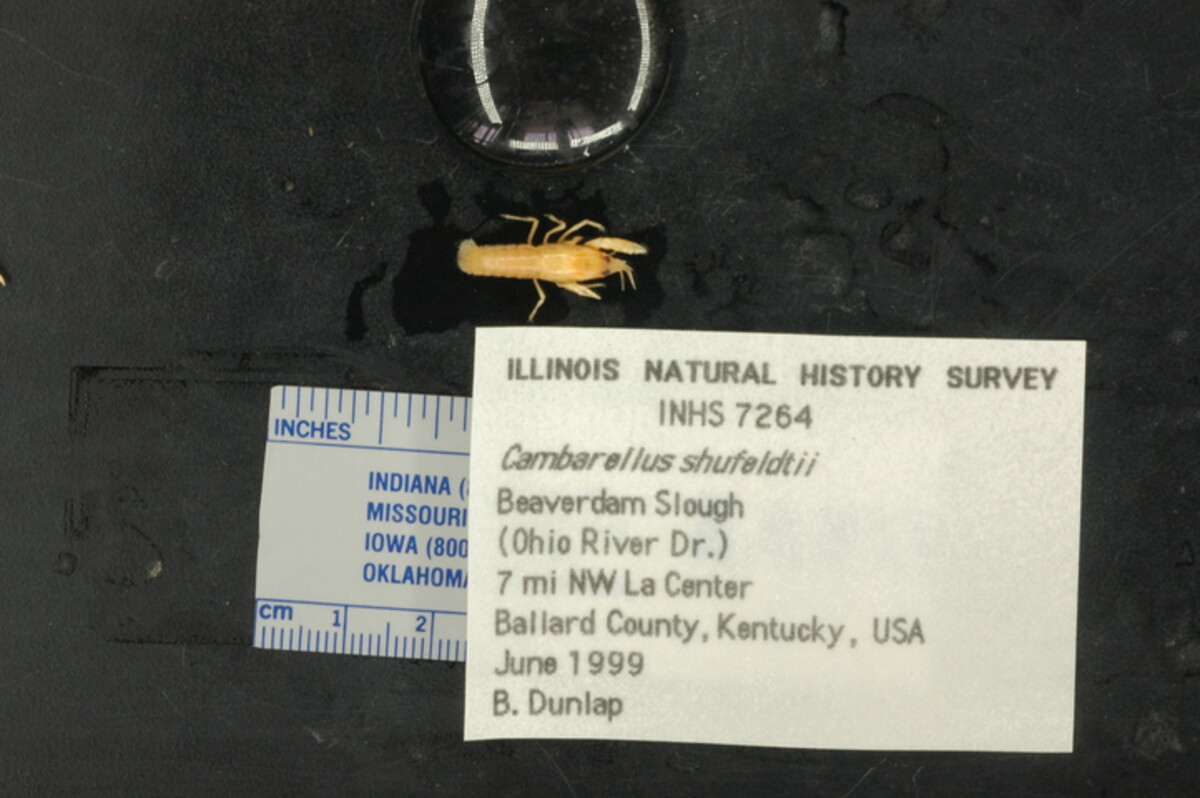 ILLINOIS NATURAL HISTORY SURVEY
INHS 7264
Cambarellus shufeldtii
Beaverdam Slough
(Ohio River Dr.)
7 mi NW La Center
Ballard County, Kentucky, USA
June 1999
B. Dunlap
INCHES
INDIANA (
MISSOURI
IOWA (800
OKLAHOMA
cm 1 2